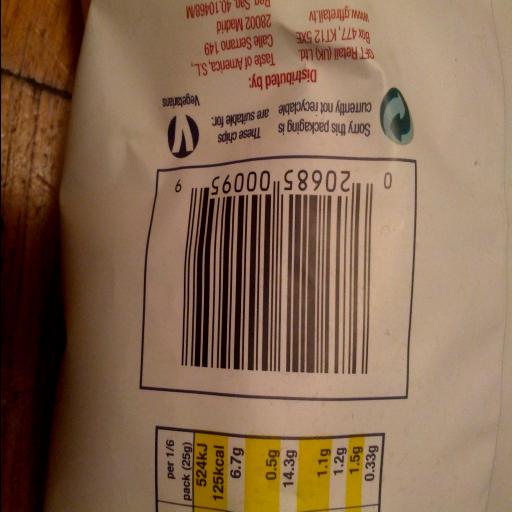 0 20685 00095 9
Sorry this packaging is
currently not recyclable
These chips
are suitable for:
Vegetarians
Distributed by:
GFT Retail (UK) Ltd.
Box 477, KT12 5XE
www.gftretail.tv
Taste of America, S.L.,
Calle Serrano 149
28002 Madrid
Reg. San. 40.10468/M
per 1/6
pack (25g)
524kJ
125kcal
6.7g
0.5g
14.3g
1.1g
1.2g
1.5g
0.33g